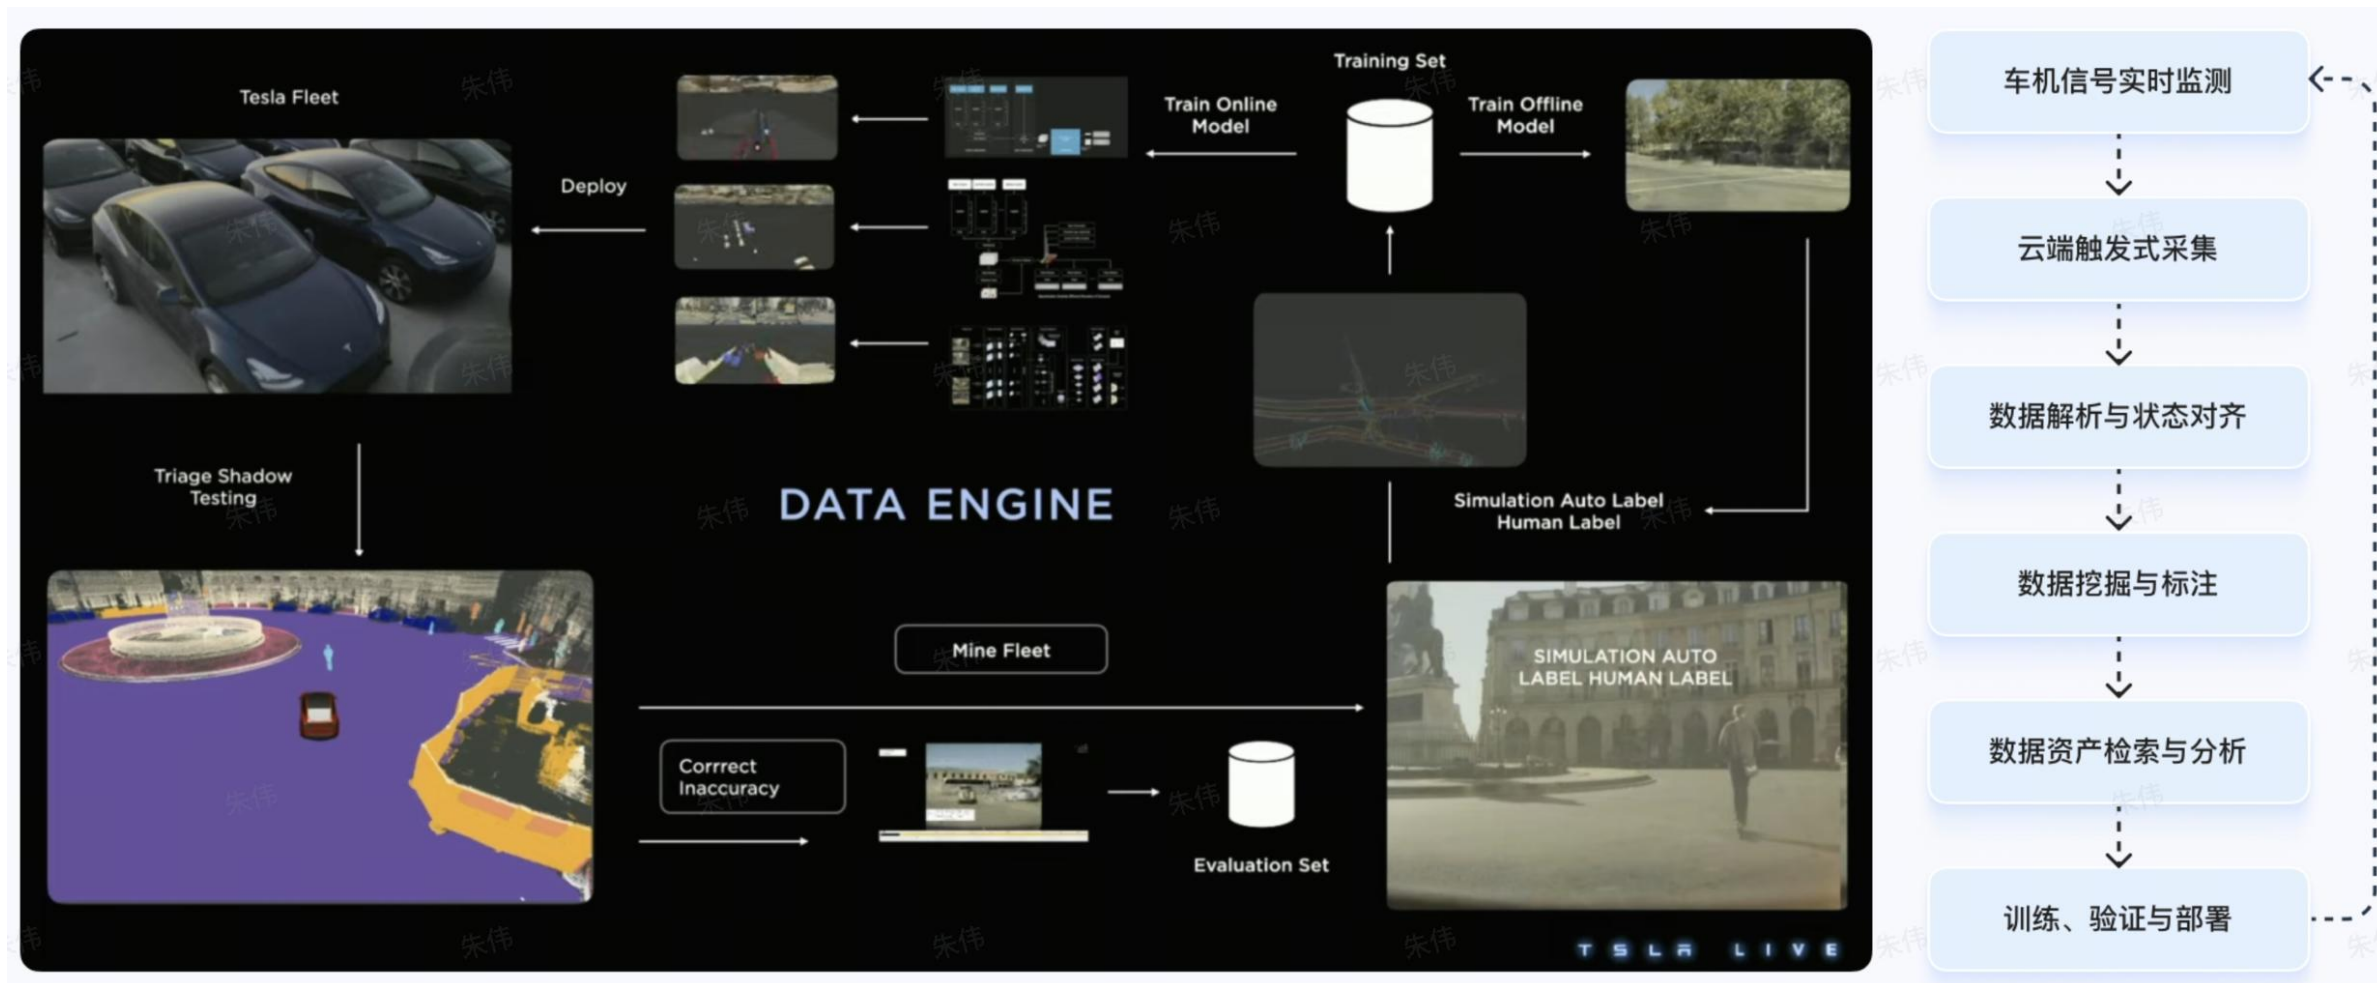 Tesla Fleet
Deploy
Train Online
Model
Training Set
Train Offline
Model
Triage Shadow
Testing
DATA ENGINE
Simulation Auto Label
Human Label
Mine Fleet
SIMULATION AUTO
LABEL HUMAN LABEL
Corrrect
Inaccuracy
Evaluation Set
TSLA LIVE
车机信号实时监测
云端触发式采集
数据解析与状态对齐
数据挖掘与标注
数据资产检索与分析
训练、验证与部署
朱伟